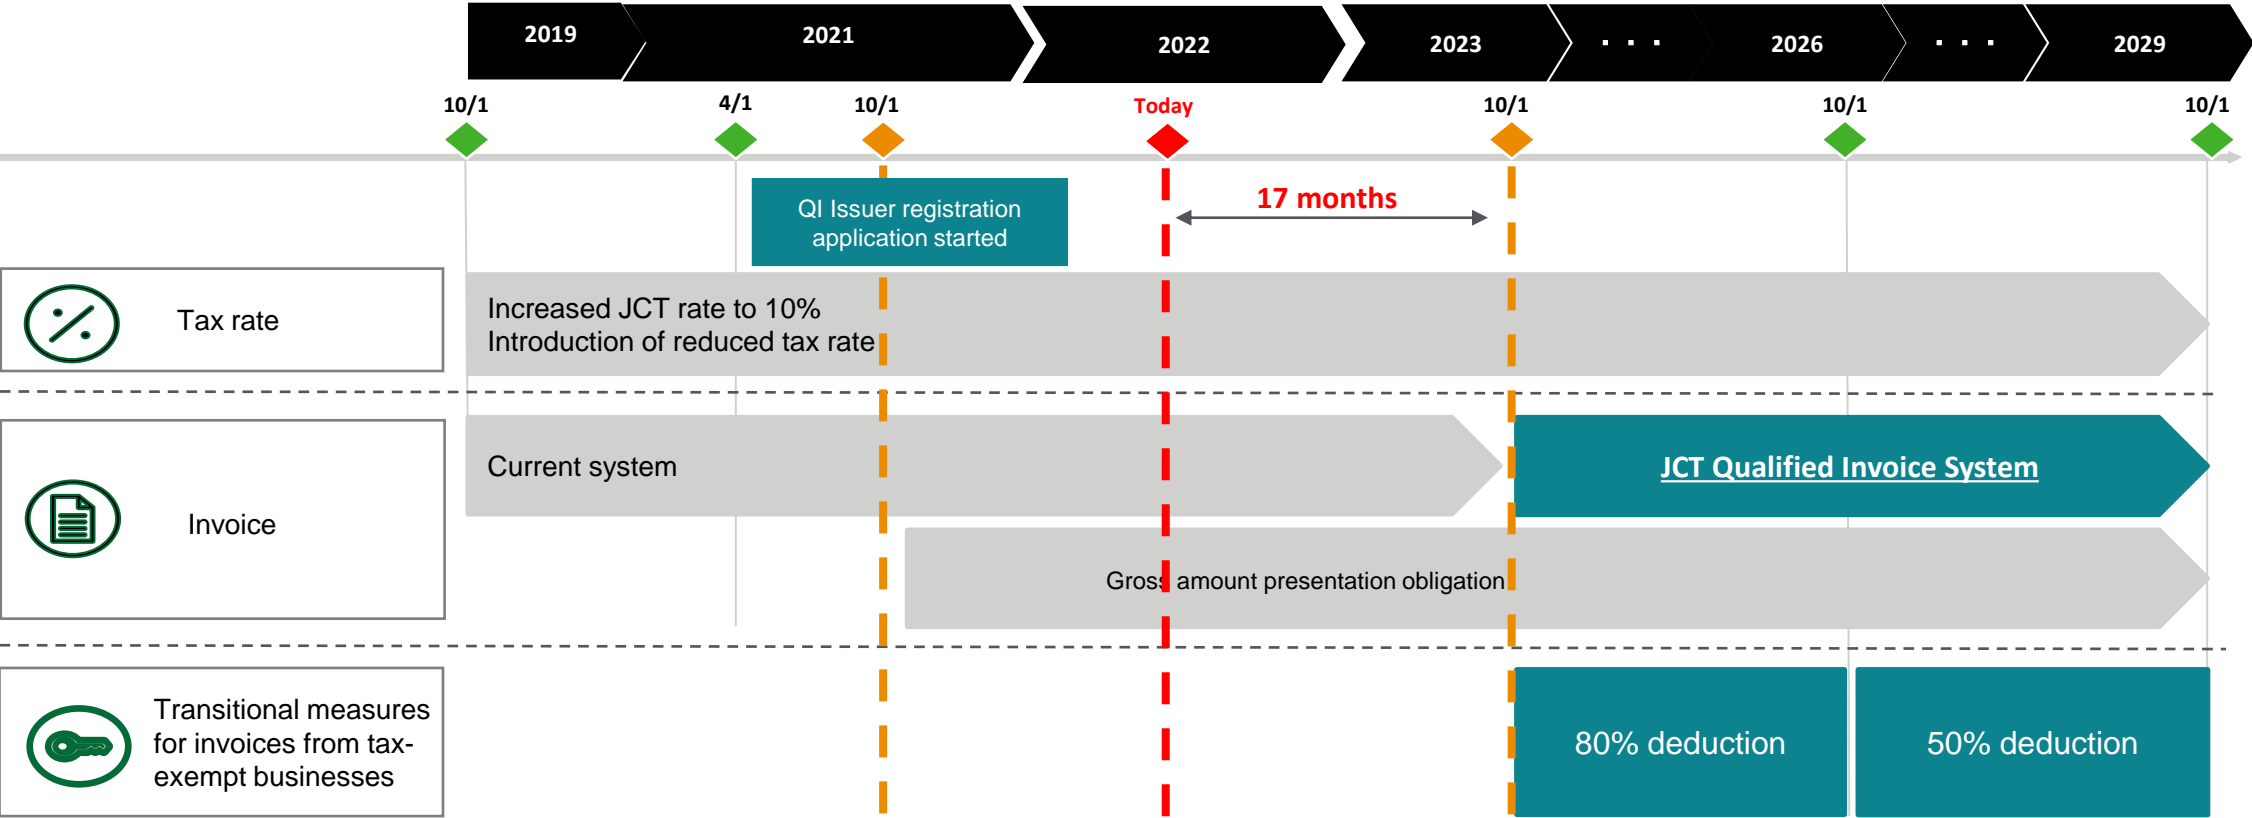 2019
2021
2022
2023
. . .
2026
. . .
2029
10/1
4/1
10/1
Today
10/1
10/1
10/1
QI Issuer registration
application started
17 months
Tax rate
Increased JCT rate to 10%
Introduction of reduced tax rate
Invoice
Current system
JCT Qualified Invoice System
Gross amount presentation obligation
Transitional measures
for invoices from tax-
exempt businesses
80% deduction
50% deduction